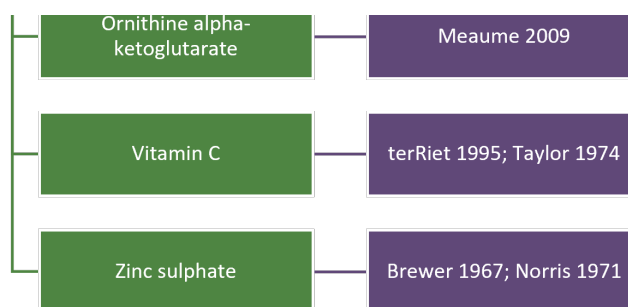 Ornithine alpha-
ketoglutarate
Meaume 2009
Vitamin C
terRiet 1995; Taylor 1974
Zinc sulphate
Brewer 1967; Norris 1971